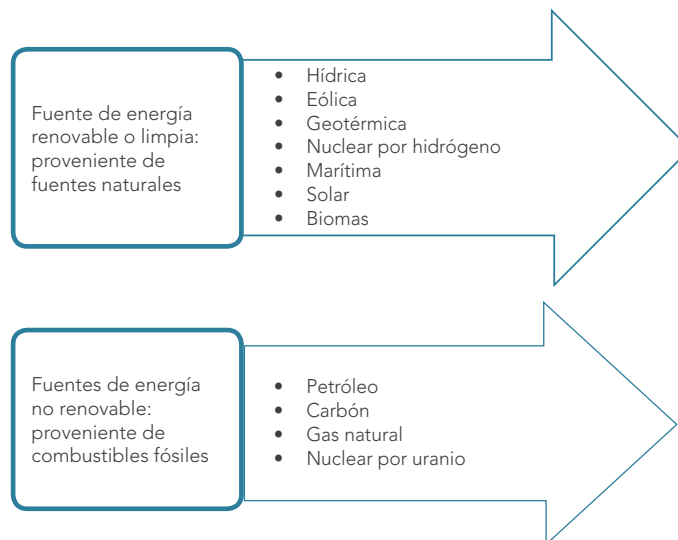 Fuente de energía
renovable o limpia:
proveniente de
fuentes naturales
• Hídrica
• Eólica
• Geotérmica
• Nuclear por hidrógeno
• Marítima
• Solar
• Biomas
Fuentes de energía
no renovable:
proveniente de
combustibles fósiles
• Petróleo
• Carbón
• Gas natural
• Nuclear por uranio